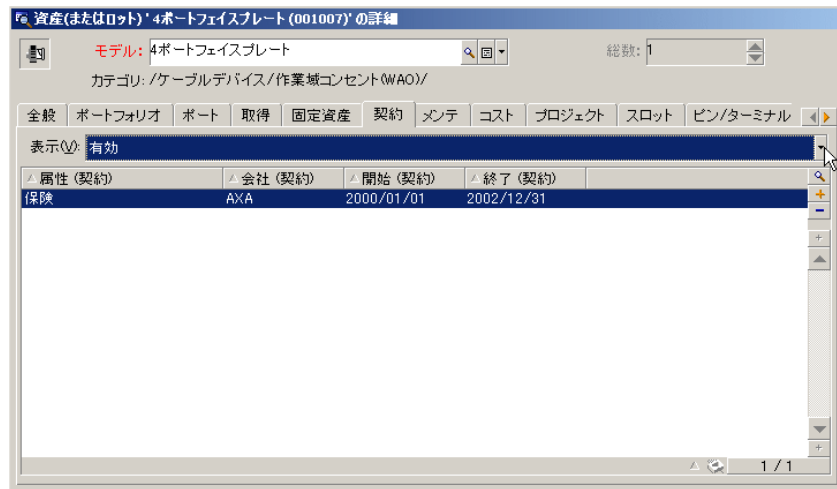 資産(またはロット) '4ポートフェイスプレート (001007)' の詳細
モデル: 4ポートフェイスプレート 総数: 1
カテゴリ: /ケーブルデバイス/作業域コンセント(WAO)/
全般 ポートフォリオ ポート 取得 固定資産 契約 メンテ コスト プロジェクト スロット ピン/ターミナル
表示(V): 有効
属性 (契約) 会社 (契約) 開始 (契約) 終了 (契約)
保険 AXA 2000/01/01 2002/12/31
1 / 1